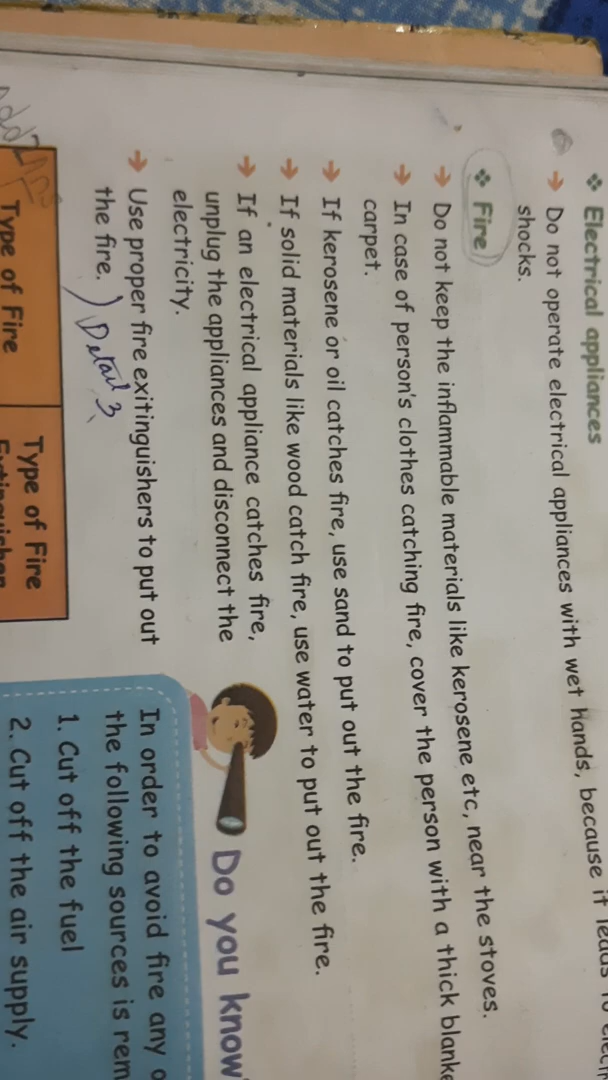 ❖ Electrical appliances
→ Do not operate electrical appliances with wet hands, because it leads to
shocks.
❖ Fire
→ Do not keep the inflammable materials like kerosene etc, near the stoves.
→ In case of person's clothes catching fire, cover the person with a thick
carpet.
→ If kerosene or oil catches fire, use sand to put out the fire.
→ If solid materials like wood catch fire, use water to put out the fire.
→ If an electrical appliance catches fire,
unplug the appliances and disconnect the
electricity.
→ Use proper fire exitinguishers to put out
the fire. ) Detail 3
Type of Fire
Type of Fire
Do you know
In order to avoid fire any
the following sources is
1. Cut off the fuel
2. Cut off the air supply.